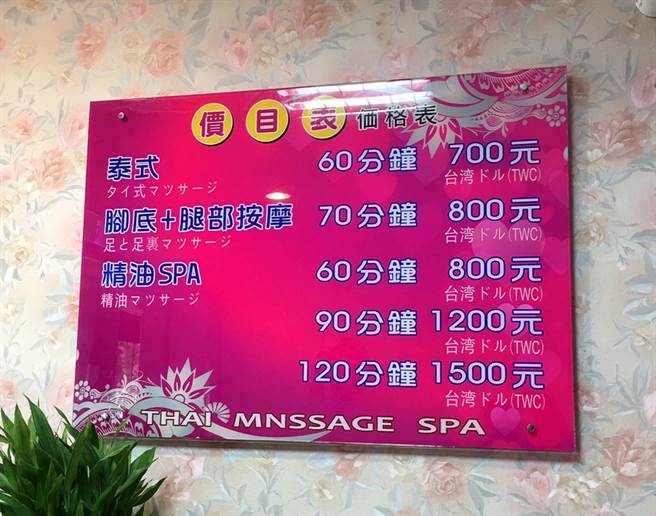 價目表 価格表
泰式 60分鐘 700元
タイ式マツサージ 台湾ドル(TWC)
腳底+腿部按摩 70分鐘 800元
足と足裏マツサージ 台湾ドル(TWC)
精油SPA 60分鐘 800元
精油マツサージ 台湾ドル(TWC)
90分鐘 1200元
台湾ドル(TWC)
120分鐘 1500元
台湾ドル(TWC)
THAI MNSSAGE SPA